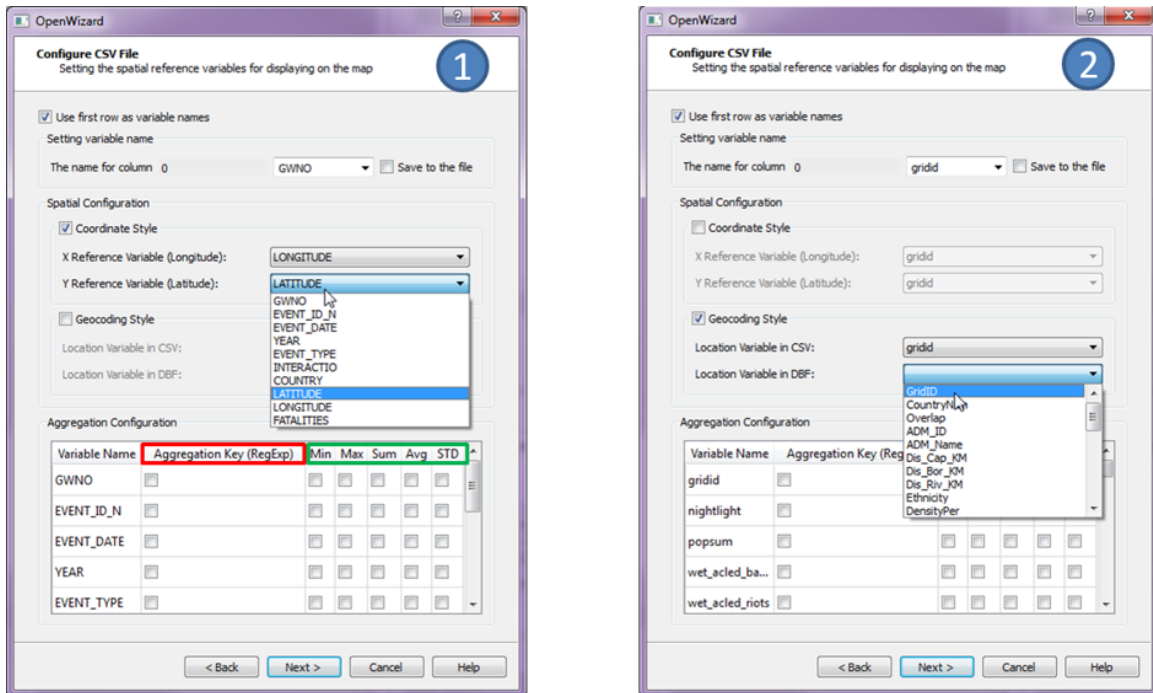 OpenWizard
Configure CSV File
Setting the spatial reference variables for displaying on the map
1
Use first row as variable names
Setting variable name
The name for column 0 GWNO Save to the file
Spatial Configuration
Coordinate Style
X Reference Variable (Longitude): LONGITUDE
Y Reference Variable (Latitude): LATITUDE
GWNO
EVENT_ID_N
EVENT_DATE
YEAR
EVENT_TYPE
INTERACTIO
COUNTRY
LATITUDE
LONGITUDE
FATALITIES
Geocoding Style
Location Variable in CSV:
Location Variable in DBF:
Aggregation Configuration
Variable Name Aggregation Key (RegExp) Min Max Sum Avg STD
GWNO
EVENT_ID_N
EVENT_DATE
YEAR
EVENT_TYPE
< Back Next > Cancel Help
OpenWizard
Configure CSV File
Setting the spatial reference variables for displaying on the map
2
Use first row as variable names
Setting variable name
The name for column 0 gridid Save to the file
Spatial Configuration
Coordinate Style
X Reference Variable (Longitude): gridid
Y Reference Variable (Latitude): gridid
Geocoding Style
Location Variable in CSV: gridid
Location Variable in DBF:
GridID
Overlap
ADM_ID
ADM_Name
Dis_Cap_KM
Dis_Bor_KM
Dis_Riv_KM
Ethnicity
DensityPer
Aggregation Configuration
Variable Name Aggregation Key (Reg
gridid
nightlight
popsum
wet_acled_ba...
wet_acled_riots
< Back Next > Cancel Help